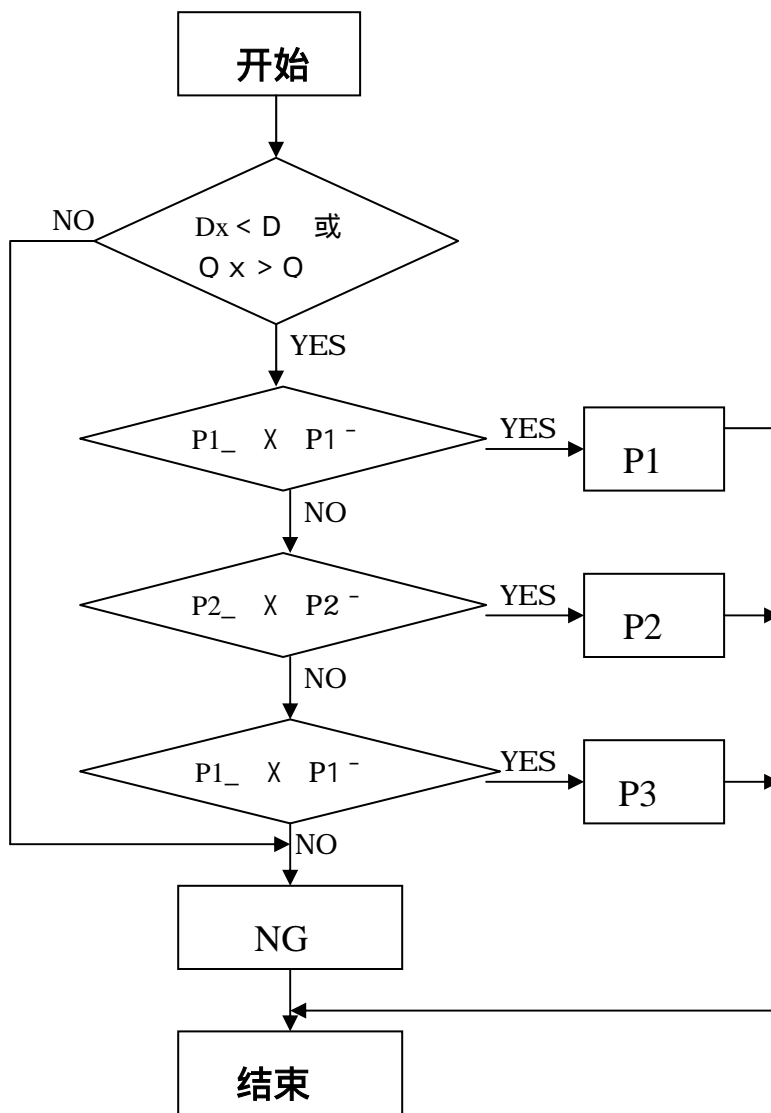 开始
NO
Dx < D 或
Q x > Q
YES
P1_ X P1 ‾
YES
P1
NO
P2_ X P2 ‾
YES
P2
NO
P1_ X P1 ‾
YES
P3
NO
NG
结束